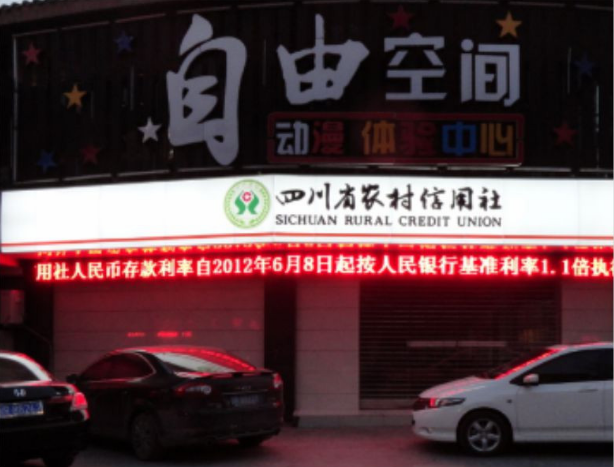 自由空间
动漫体验中心
四川省农村信用社
SICHUAN RURAL CREDIT UNION
用社人民币存款利率自2012年6月8日起按人民银行基准利率1.1倍执